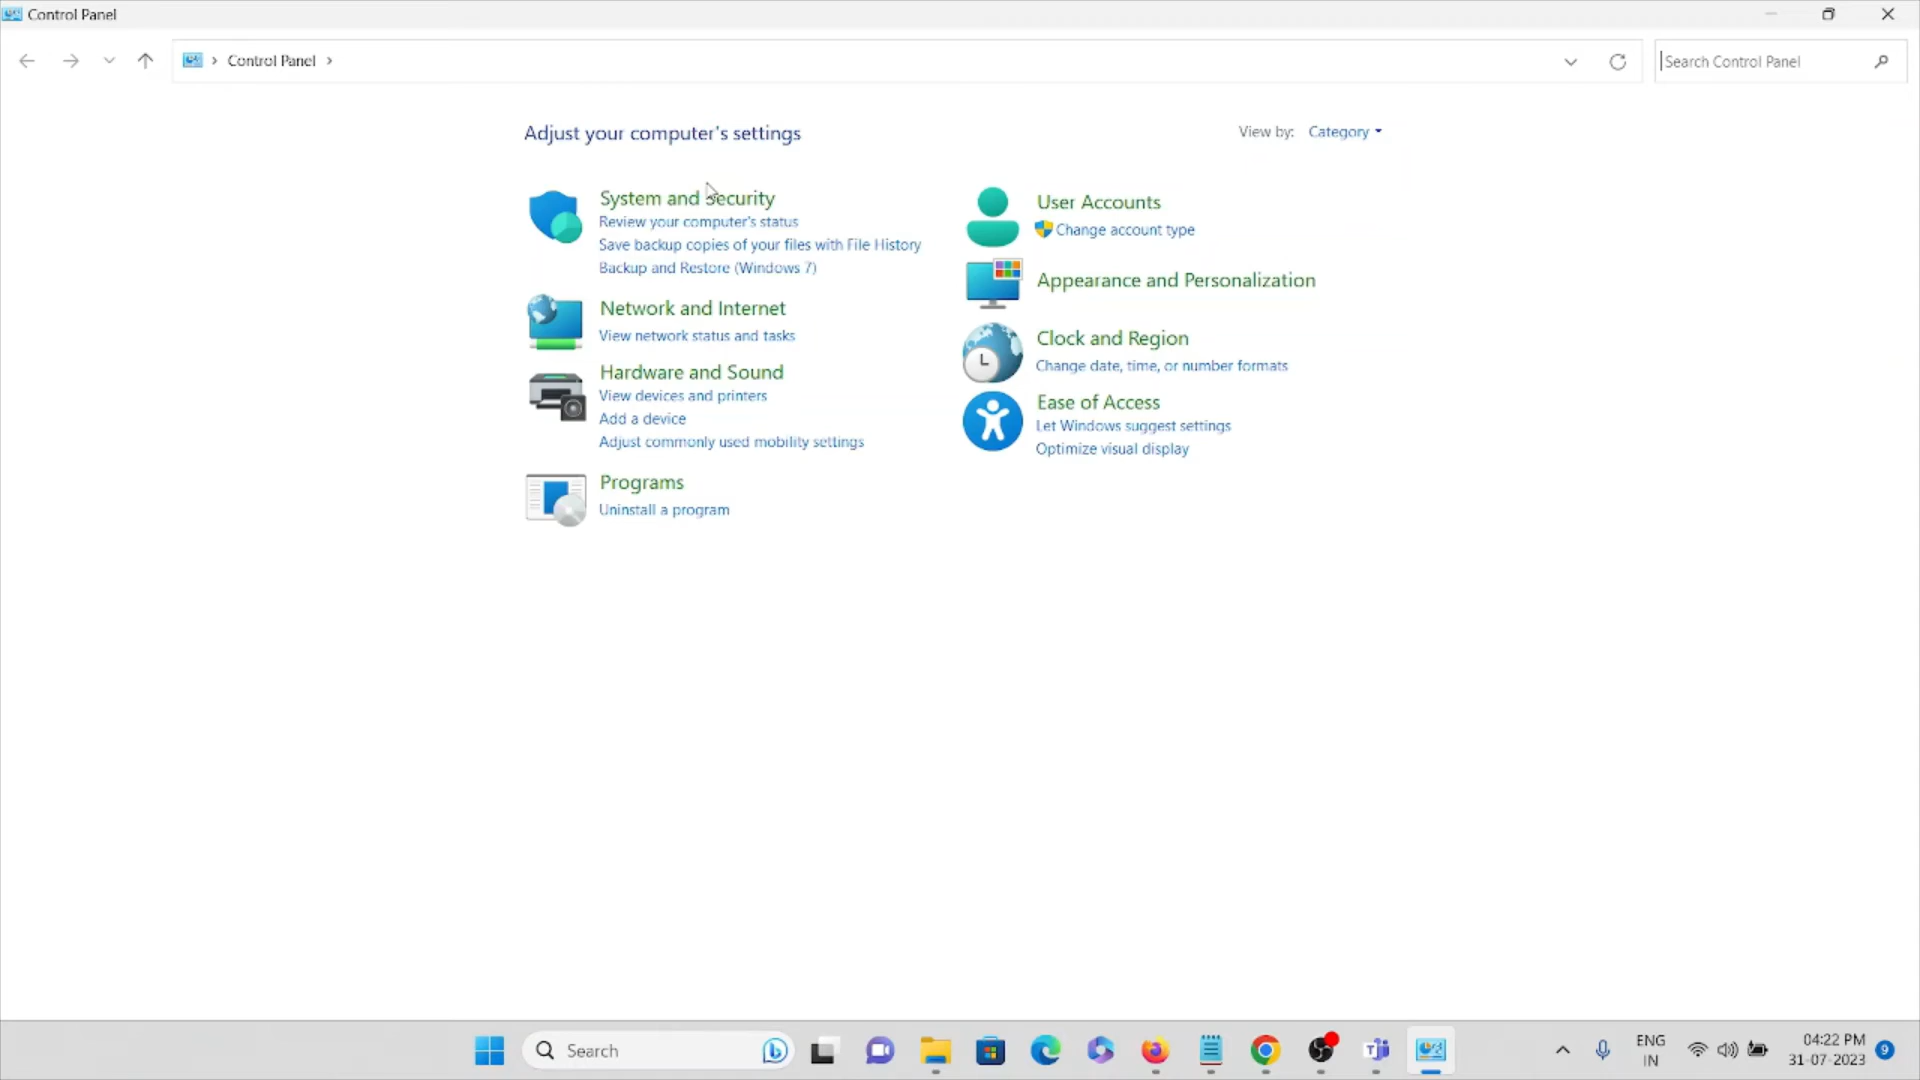 Control Panel
Control Panel
Search Control Panel
Adjust your computer's settings
View by: Category
System and Security
Review your computer's status
Save backup copies of your files with File History
Backup and Restore (Windows 7)
Network and Internet
View network status and tasks
Hardware and Sound
View devices and printers
Add a device
Adjust commonly used mobility settings
Programs
Uninstall a program
User Accounts
Change account type
Appearance and Personalization
Clock and Region
Change date, time, or number formats
Ease of Access
Let Windows suggest settings
Optimize visual display
Search
ENG
IN
04:22 PM
31-07-2023
9